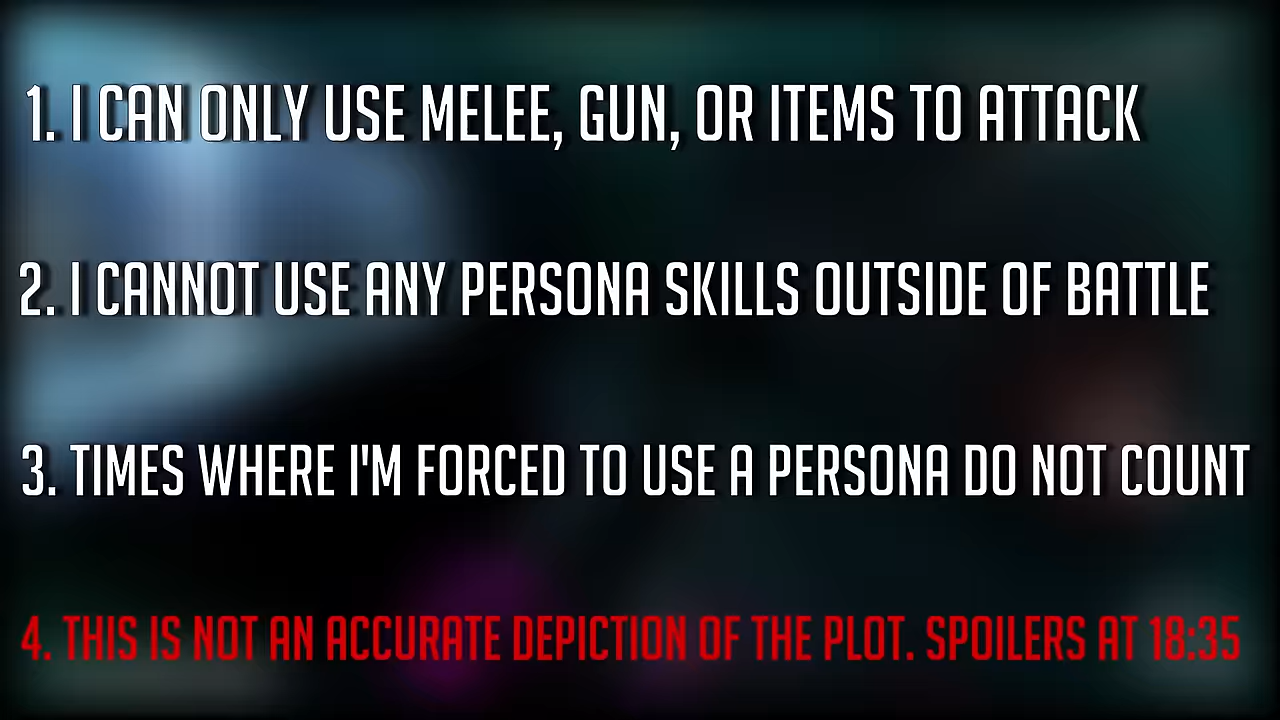 1. I CAN ONLY USE MELEE, GUN, OR ITEMS TO ATTACK
2. I CANNOT USE ANY PERSONA SKILLS OUTSIDE OF BATTLE
3. TIMES WHERE I'M FORCED TO USE A PERSONA DO NOT COUNT
4. THIS IS NOT AN ACCURATE DEPICTION OF THE PLOT. SPOILERS AT 18:35